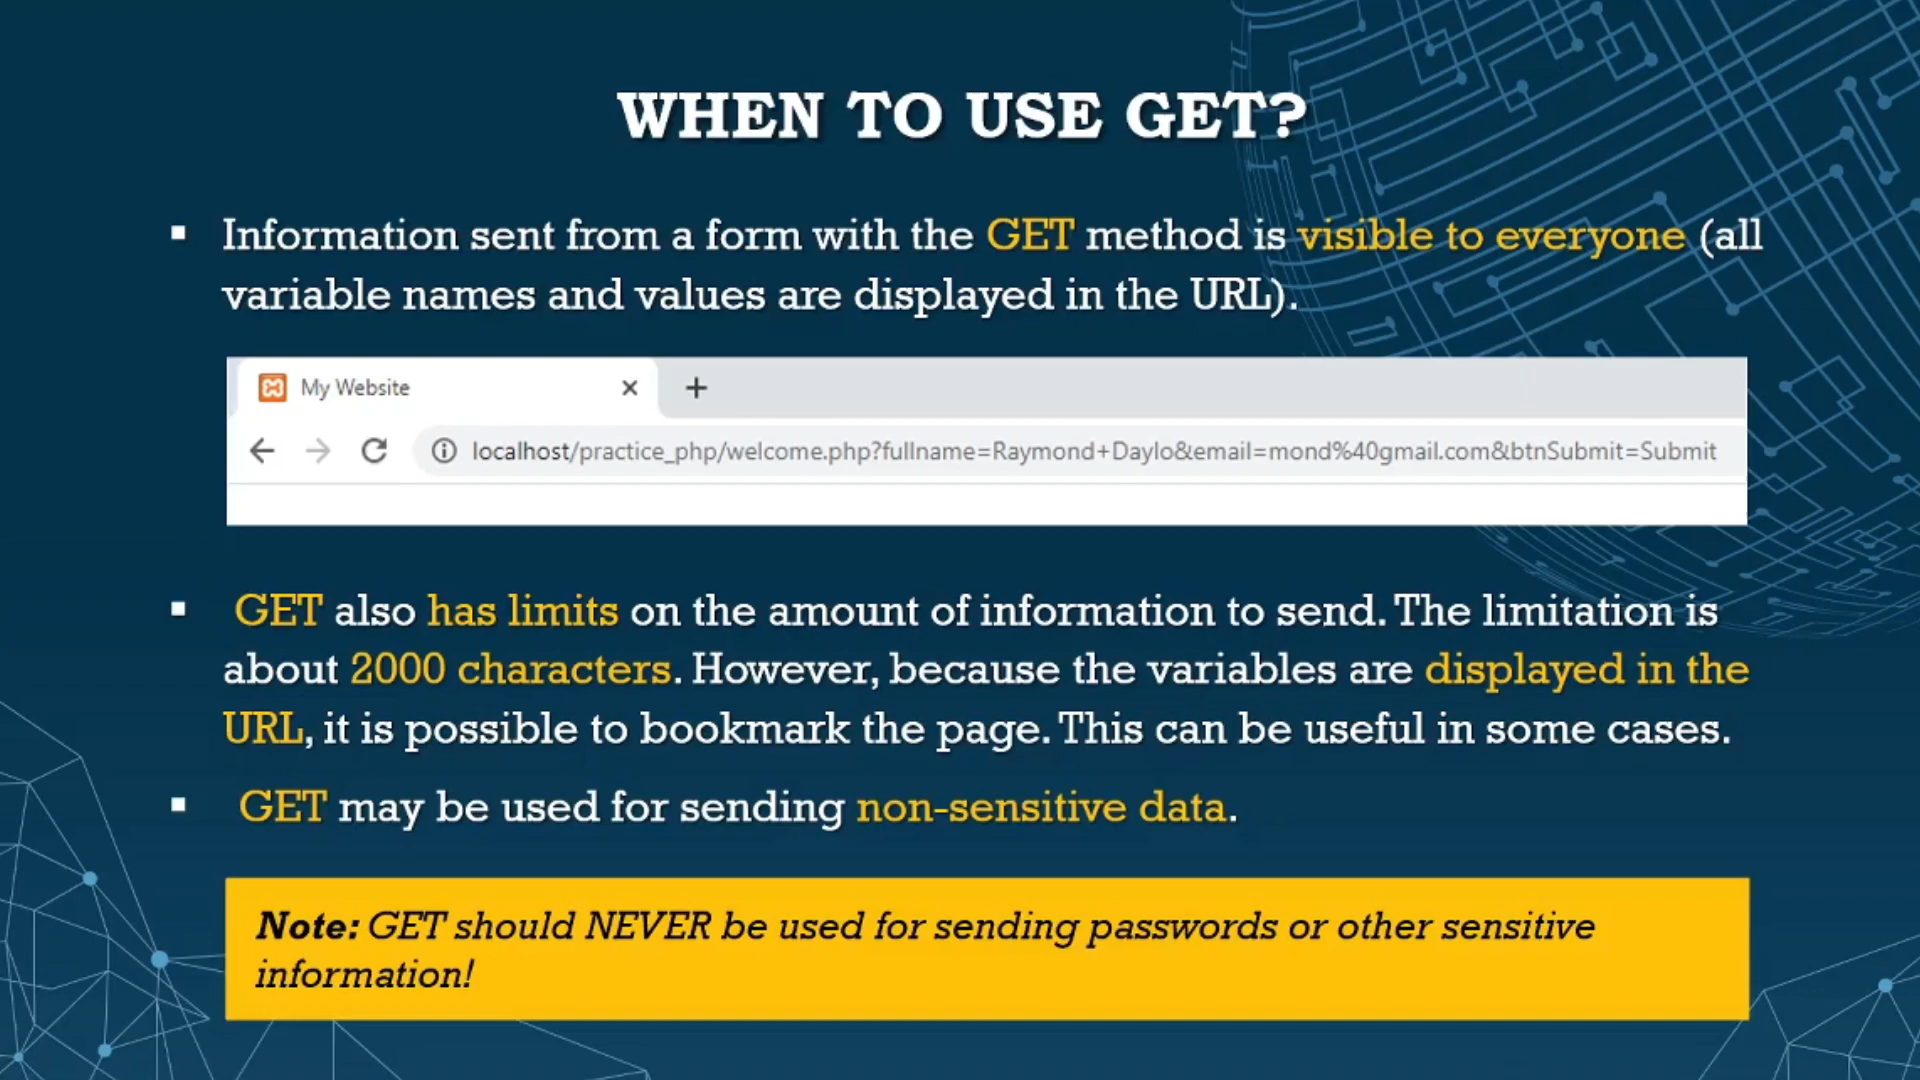 WHEN TO USE GET?
▪ Information sent from a form with the GET method is visible to everyone (all
variable names and values are displayed in the URL).
My Website
localhost/practice_php/welcome.php?fullname=Raymond+Daylo&email=mond%40gmail.com&btnSubmit=Submit
▪ GET also has limits on the amount of information to send. The limitation is
about 2000 characters. However, because the variables are displayed in the
URL, it is possible to bookmark the page. This can be useful in some cases.
▪ GET may be used for sending non-sensitive data.
Note: GET should NEVER be used for sending passwords or other sensitive
information!